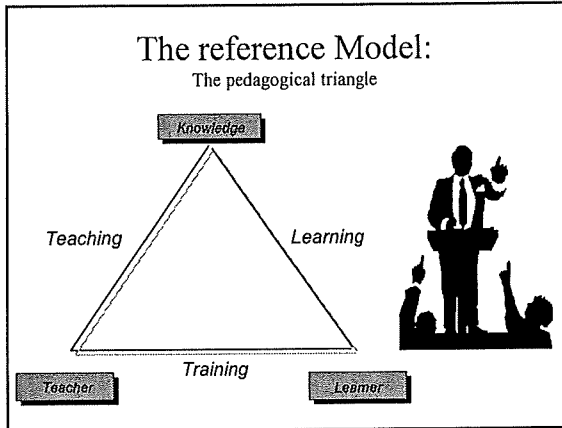 The reference Model:
The pedagogical triangle
Knowledge
Teaching
Learning
Training
Teacher
Learner